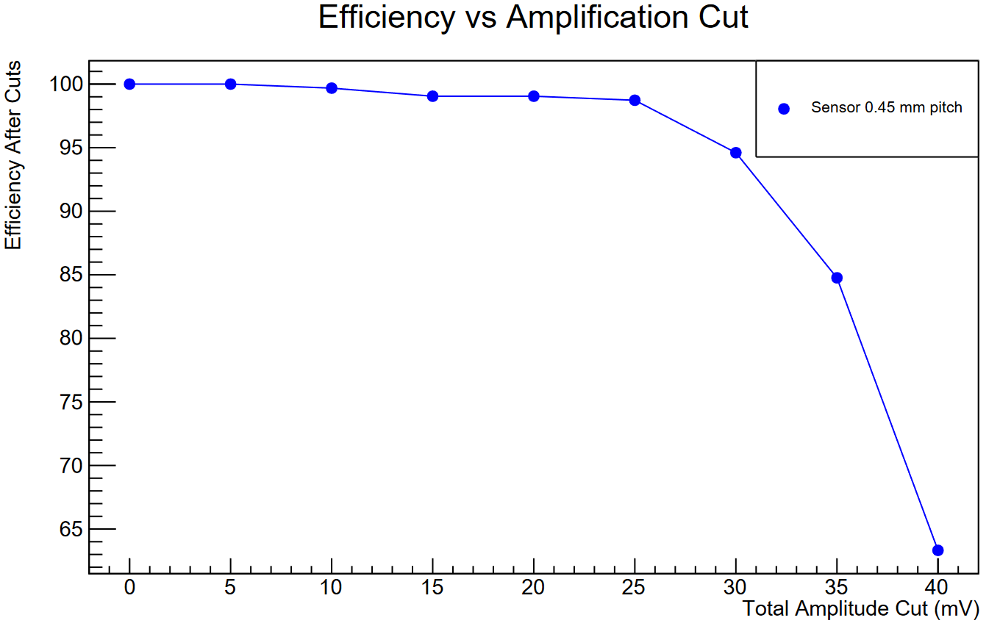 Efficiency vs Amplification Cut
Efficiency After Cuts
100
95
90
85
80
75
70
65
Sensor 0.45 mm pitch
0 5 10 15 20 25 30 35 40
Total Amplitude Cut (mV)